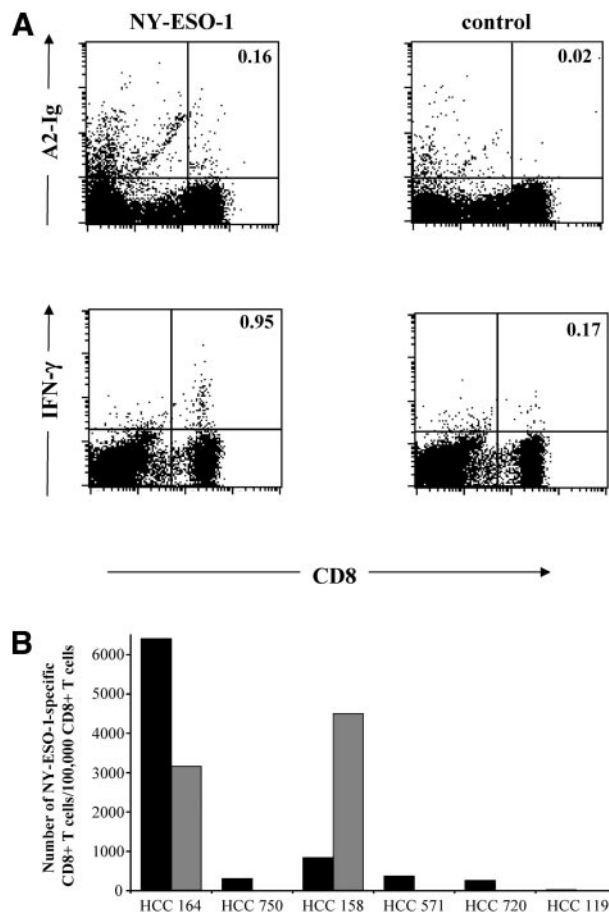 A
NY-ESO-1
control
A2-Ig
0.16
0.02
IFN-γ
0.95
0.17
CD8
B
Number of NY-ESO-1-specific
CD8+ T cells/100,000 CD8+ T cells
6000
5000
4000
3000
2000
1000
0
HCC 164
HCC 750
HCC 158
HCC 571
HCC 720
HCC 119